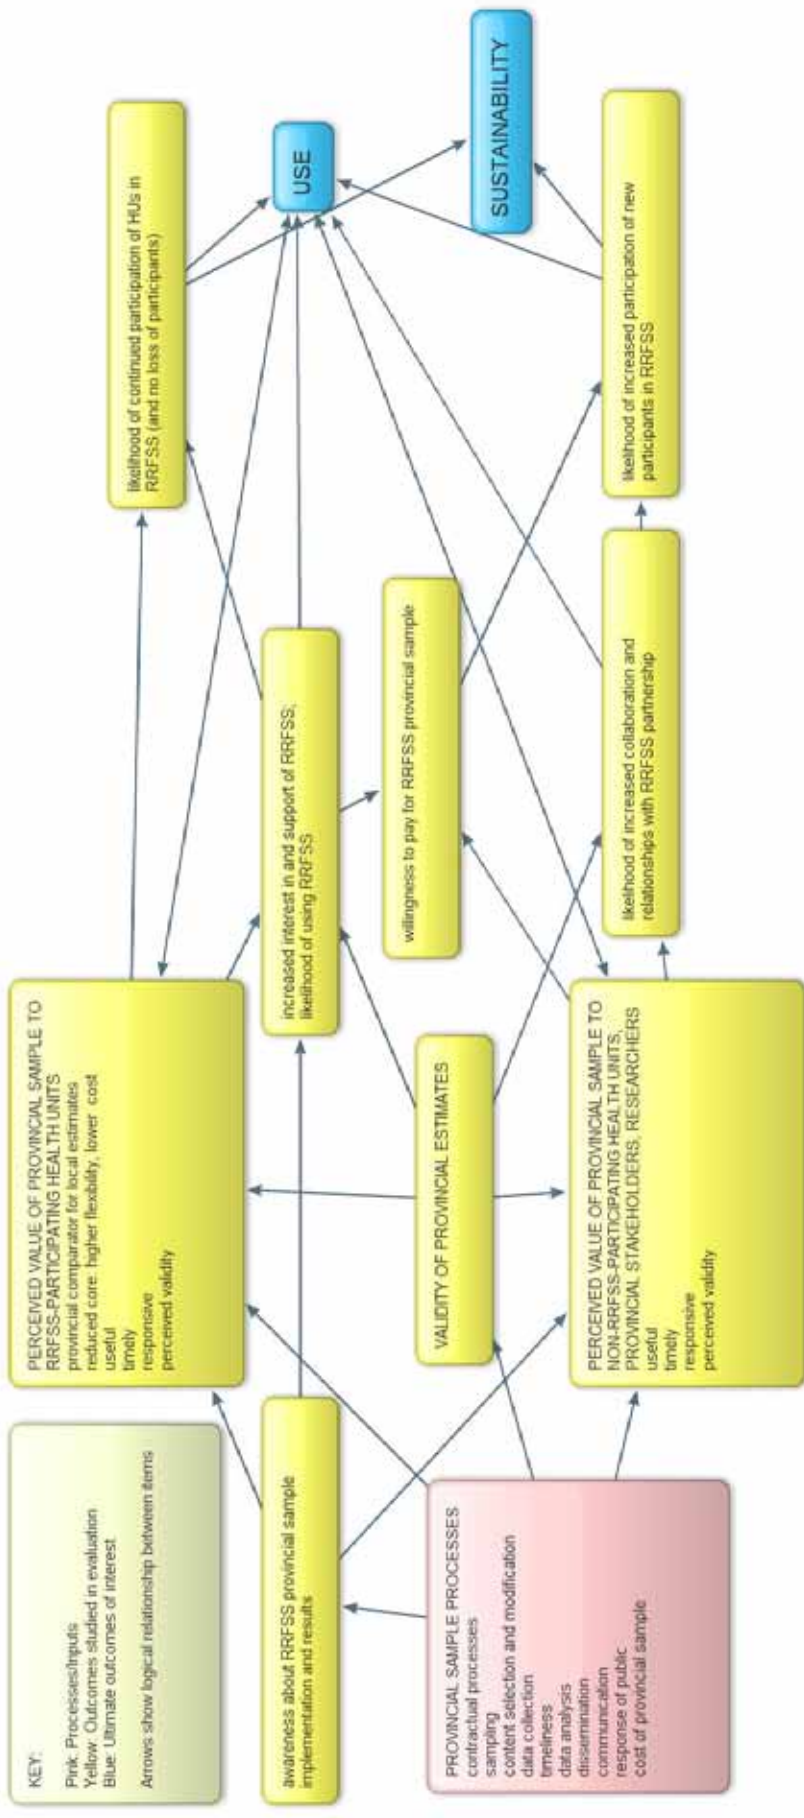 KEY:
Pink: Processes/Inputs
Yellow: Outcomes studied in evaluation
Blue: Ultimate outcomes of interest
Arrows show logical relationship between items
awareness about RRFSS provincial sample
implementation and results
PROVINCIAL SAMPLE PROCESSES
contractual processes
sampling
content selection and modification
data collection
timeliness
data analysis
dissemination
communication
response of public
cost of provincial sample
PERCEIVED VALUE OF PROVINCIAL SAMPLE TO
RRFSS-PARTICIPATING HEALTH UNITS
provincial comparator for local estimates
reduced core: higher flexibility, lower cost
useful
timely
responsive
perceived validity
VALIDITY OF PROVINCIAL ESTIMATES
PERCEIVED VALUE OF PROVINCIAL SAMPLE TO
NON-RRFSS-PARTICIPATING HEALTH UNITS,
PROVINCIAL STAKEHOLDERS, RESEARCHERS
useful
timely
responsive
perceived validity
increased interest in and support of RRFSS;
likelihood of using RRFSS
willingness to pay for RRFSS provincial sample
likelihood of increased collaboration and
relationships with RRFSS partnership
likelihood of continued participation of HUs in
RRFSS (and no loss of participants)
likelihood of increased participation of new
participants in RRFSS
USE
SUSTAINABILITY